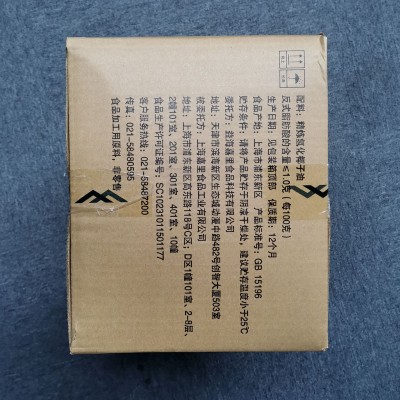 配料：精炼氢化椰子油
反式脂肪酸的含量≤1.0克（每100克）
生产日期：见包装箱顶部 保质期：12个月
食品产地：上海市浦东新区 产品标准号：GB 15196
贮存条件：请将产品贮存于阴凉干燥处，建议贮存温度小于25℃
委托方：益海嘉里食品科技有限公司
地址：天津市滨海新区生态城动漫中路482号创智大厦503室
被委托方：上海嘉里食品工业有限公司
地址：上海市浦东新区高东路118号C区；D区1幢101室、2-8层、
2幢101室、201室、301室、401室、10幢
食品生产许可证编号：SC10231011501177
客户服务热线：021-58487200
传真：021-58480595
食品加工用原料，非零售